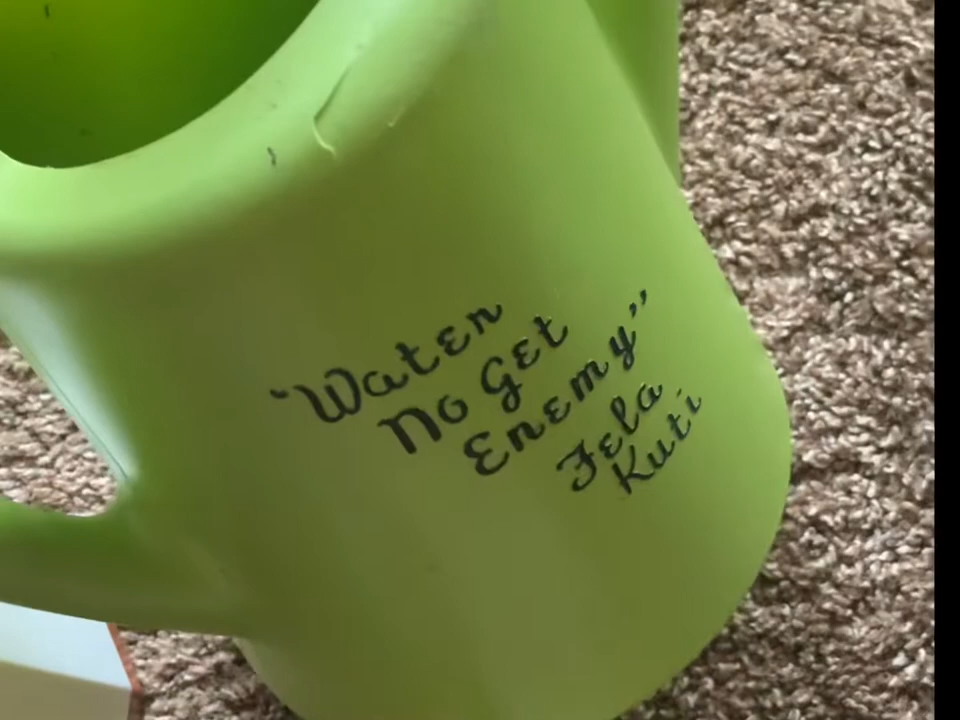 “Water
No Get
Enemy”
Fela
Kuti